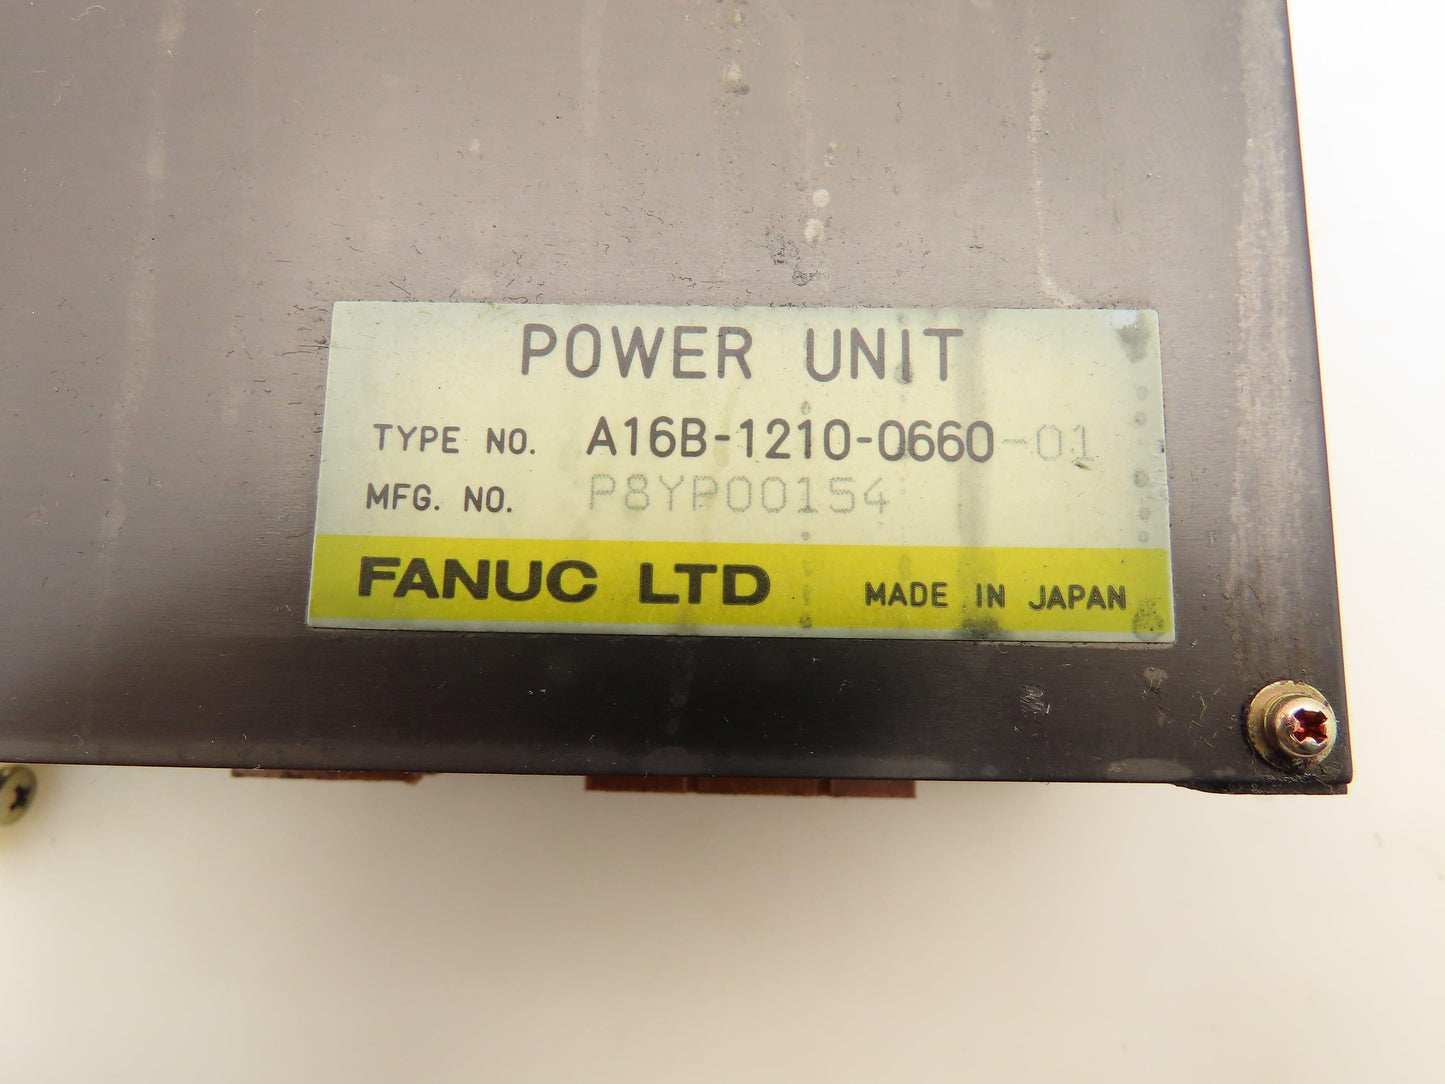 POWER UNIT
TYPE NO. A16B-1210-0660-01
MFG. NO. P8YP00154
FANUC LTD MADE IN JAPAN